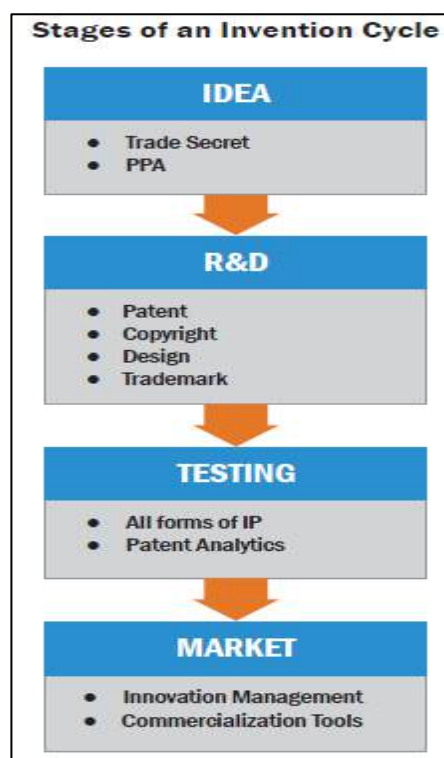 Stages of an Invention Cycle
IDEA
● Trade Secret
● PPA
R&D
● Patent
● Copyright
● Design
● Trademark
TESTING
● All forms of IP
● Patent Analytics
MARKET
● Innovation Management
● Commercialization Tools